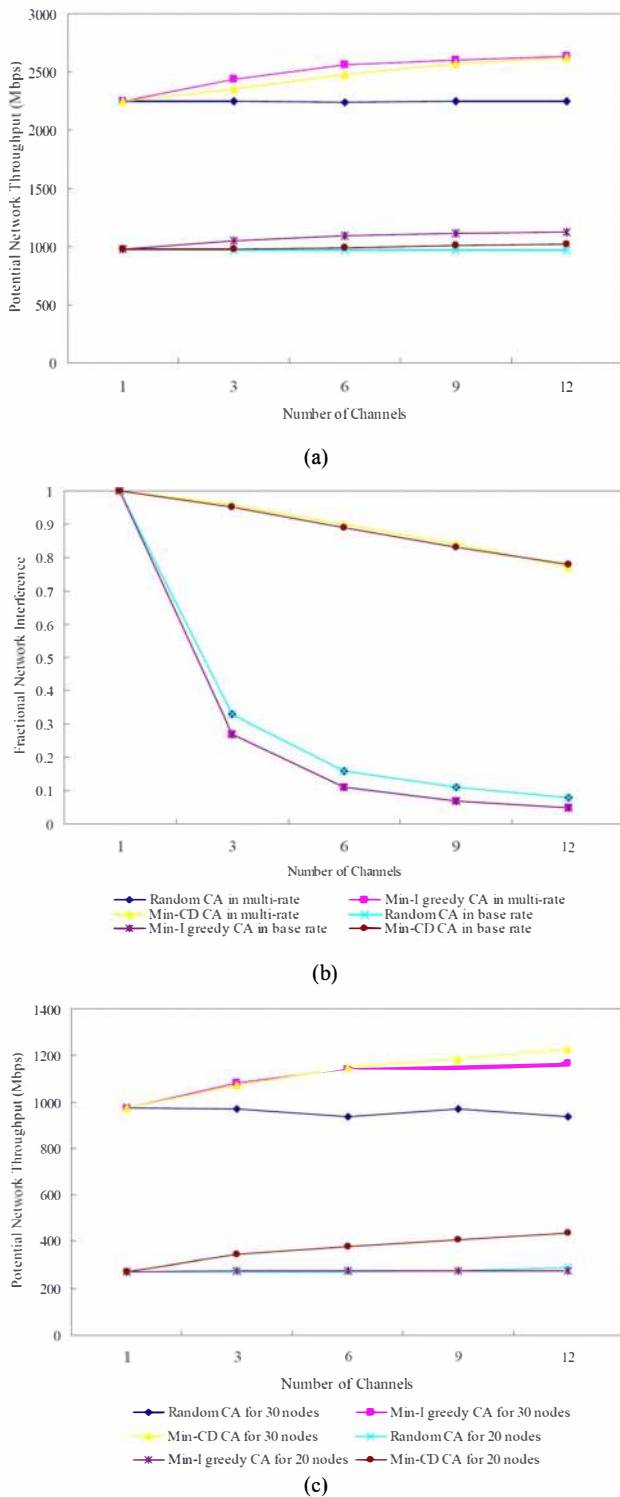 3000
2500
2000
1500
1000
500
0
Potential Network Throughput (Mbps)
1 3 6 9 12
Number of Channels
(a)
1
0.9
0.8
0.7
0.6
0.5
0.4
0.3
0.2
0.1
0
Fractional Network Interference
1 3 6 9 12
Number of Channels
Random CA in multi-rate Min-I greedy CA in multi-rate
Min-CD CA in multi-rate Random CA in base rate
Min-I greedy CA in base rate Min-CD CA in base rate
(b)
1400
1200
1000
800
600
400
200
0
Potential Network Throughput (Mbps)
1 3 6 9 12
Number of Channels
Random CA for 30 nodes Min-I greedy CA for 30 nodes
Min-CD CA for 30 nodes Random CA for 20 nodes
Min-I greedy CA for 20 nodes Min-CD CA for 20 nodes
(c)